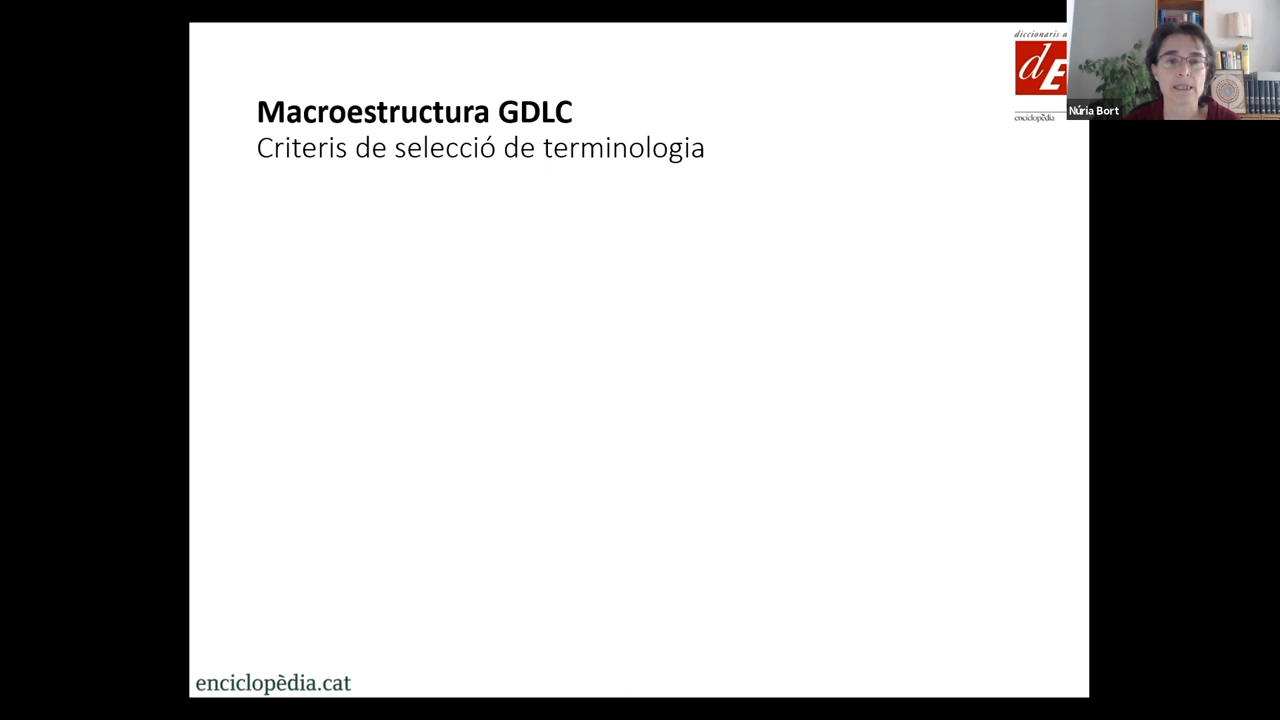 diccionaris
dE
enciclopèdia
Núria Bort
Macroestructura GDLC
Criteris de selecció de terminologia
enciclopèdia.cat